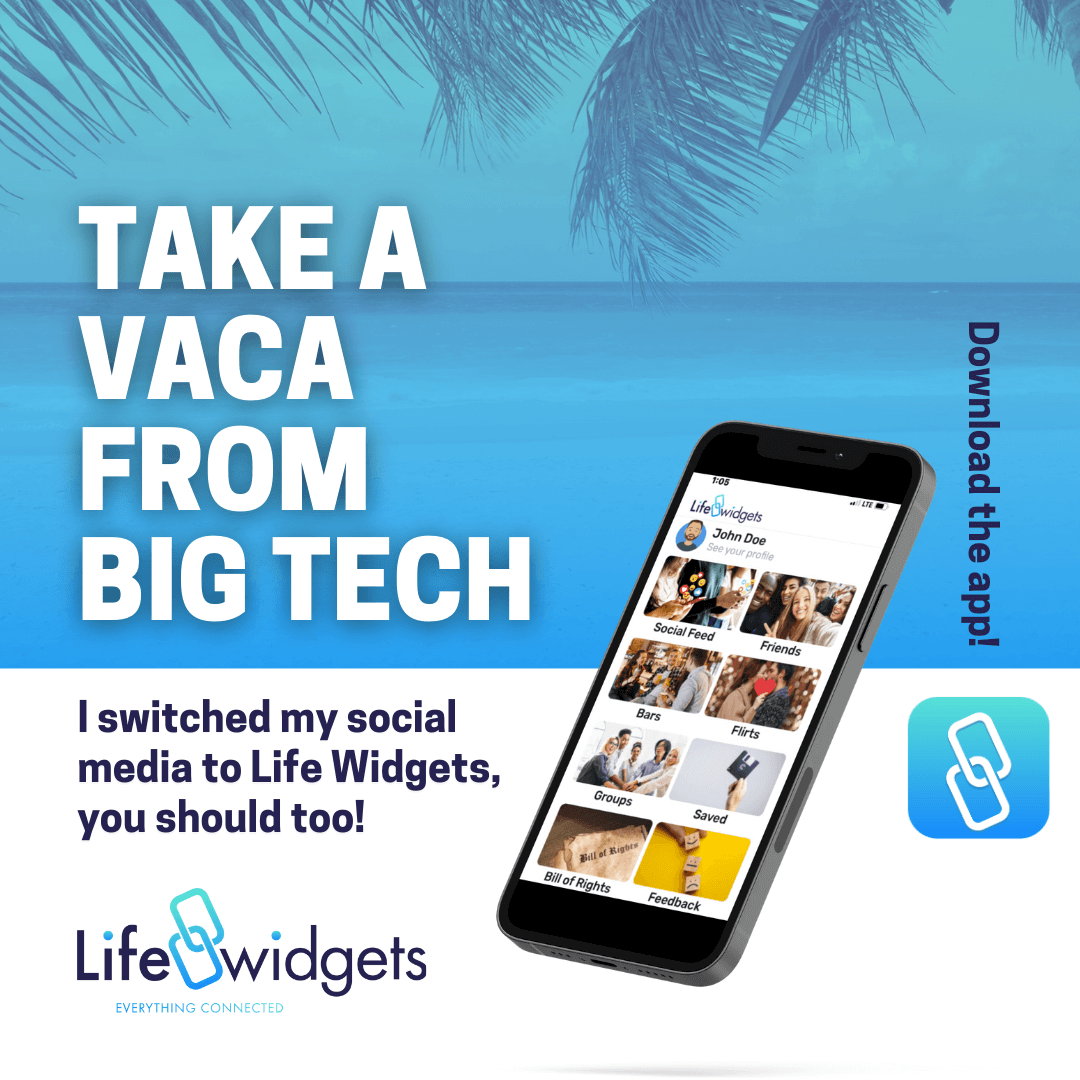 TAKE A
VACA
FROM
BIG TECH
Download the app!
I switched my social
media to Life Widgets,
you should too!
Life widgets
EVERYTHING CONNECTED
1:05
LTE
Life widgets
John Doe
See your profile
Social Feed
Friends
Bars
Flirts
Groups
Saved
Bill of Rights
Bill of Rights
Feedback